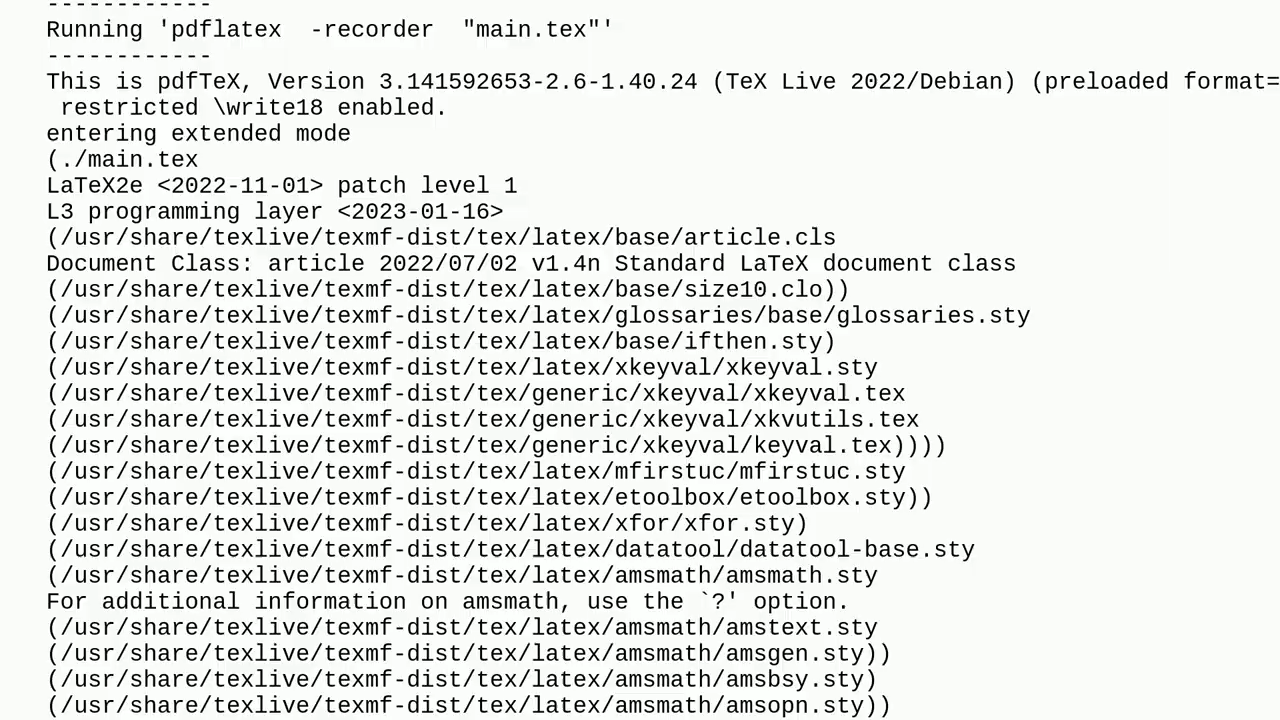 ------------
Running 'pdflatex  -recorder  "main.tex"'
------------
This is pdfTeX, Version 3.141592653-2.6-1.40.24 (TeX Live 2022/Debian) (preloaded format=
 restricted \write18 enabled.
entering extended mode
(./main.tex
LaTeX2e <2022-11-01> patch level 1
L3 programming layer <2023-01-16>
(/usr/share/texlive/texmf-dist/tex/latex/base/article.cls
Document Class: article 2022/07/02 v1.4n Standard LaTeX document class
(/usr/share/texlive/texmf-dist/tex/latex/base/size10.clo))
(/usr/share/texlive/texmf-dist/tex/latex/glossaries/base/glossaries.sty
(/usr/share/texlive/texmf-dist/tex/latex/base/ifthen.sty)
(/usr/share/texlive/texmf-dist/tex/latex/xkeyval/xkeyval.sty
(/usr/share/texlive/texmf-dist/tex/generic/xkeyval/xkeyval.tex
(/usr/share/texlive/texmf-dist/tex/generic/xkeyval/xkvutils.tex
(/usr/share/texlive/texmf-dist/tex/generic/xkeyval/keyval.tex))))
(/usr/share/texlive/texmf-dist/tex/latex/mfirstuc/mfirstuc.sty
(/usr/share/texlive/texmf-dist/tex/latex/etoolbox/etoolbox.sty))
(/usr/share/texlive/texmf-dist/tex/latex/xfor/xfor.sty)
(/usr/share/texlive/texmf-dist/tex/latex/datatool/datatool-base.sty
(/usr/share/texlive/texmf-dist/tex/latex/amsmath/amsmath.sty
For additional information on amsmath, use the `?' option.
(/usr/share/texlive/texmf-dist/tex/latex/amsmath/amstext.sty
(/usr/share/texlive/texmf-dist/tex/latex/amsmath/amsgen.sty))
(/usr/share/texlive/texmf-dist/tex/latex/amsmath/amsbsy.sty)
(/usr/share/texlive/texmf-dist/tex/latex/amsmath/amsopn.sty))